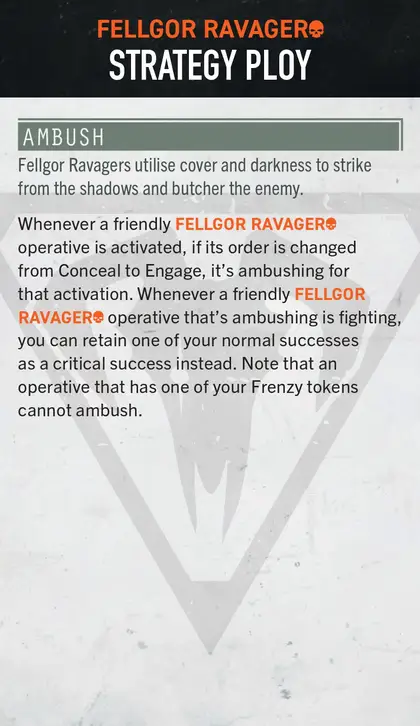 FELLGOR RAVAGER
STRATEGY PLOY
AMBUSH
Fellgor Ravagers utilise cover and darkness to strike
from the shadows and butcher the enemy.
Whenever a friendly FELLGOR RAVAGER
operative is activated, if its order is changed
from Conceal to Engage, it’s ambushing for
that activation. Whenever a friendly FELLGOR
RAVAGER operative that’s ambushing is fighting,
you can retain one of your normal successes
as a critical success instead. Note that an
operative that has one of your Frenzy tokens
cannot ambush.